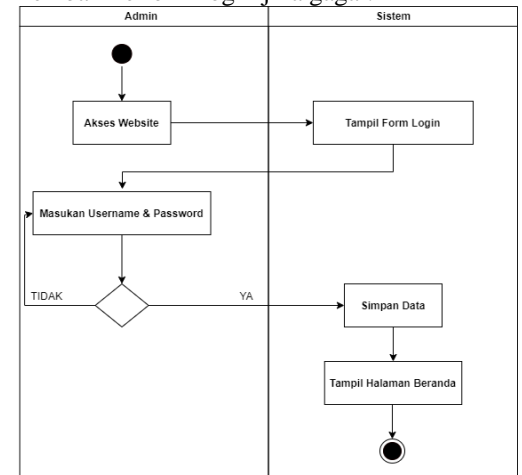 Admin
Sistem
Akses Website
Tampil Form Login
Masukan Username & Password
TIDAK
YA
Simpan Data
Tampil Halaman Beranda